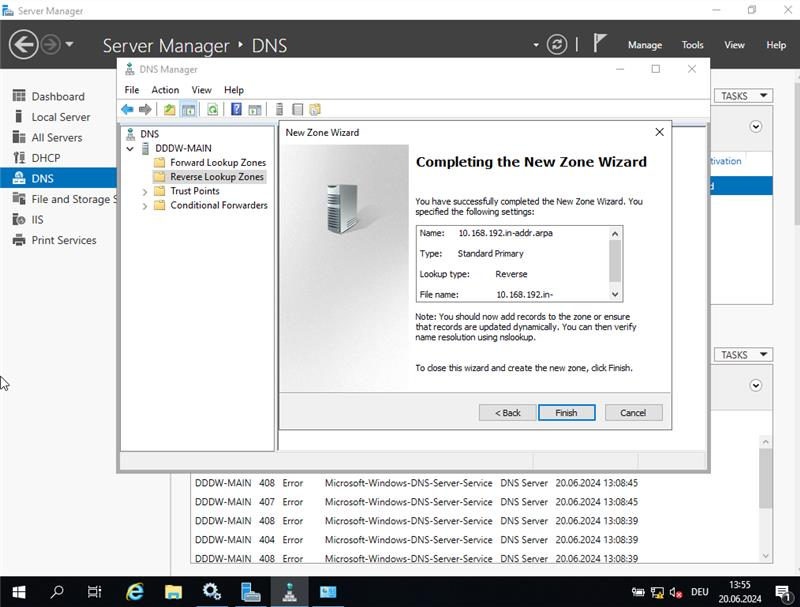 Server Manager
Server Manager ‣ DNS
Manage Tools View Help
Dashboard
Local Server
All Servers
DHCP
DNS
File and Storage S
IIS
Print Services
TASKS
tivation
d
TASKS
DNS Manager
File Action View Help
DNS
DDDW-MAIN
Forward Lookup Zones
Reverse Lookup Zones
Trust Points
Conditional Forwarders
New Zone Wizard
Completing the New Zone Wizard
You have successfully completed the New Zone Wizard. You
specified the following settings:
Name: 10.168.192.in-addr.arpa
Type: Standard Primary
Lookup type: Reverse
File name: 10.168.192.in-
Note: You should now add records to the zone or ensure
that records are updated dynamically. You can then verify
name resolution using nslookup.
To close this wizard and create the new zone, click Finish.
< Back Finish Cancel
DDDW-MAIN 408 Error Microsoft-Windows-DNS-Server-Service DNS Server 20.06.2024 13:08:45
DDDW-MAIN 407 Error Microsoft-Windows-DNS-Server-Service DNS Server 20.06.2024 13:08:45
DDDW-MAIN 408 Error Microsoft-Windows-DNS-Server-Service DNS Server 20.06.2024 13:08:39
DDDW-MAIN 404 Error Microsoft-Windows-DNS-Server-Service DNS Server 20.06.2024 13:08:39
DDDW-MAIN 408 Error Microsoft-Windows-DNS-Server-Service DNS Server 20.06.2024 13:08:39
DEU
13:55
20.06.2024
1